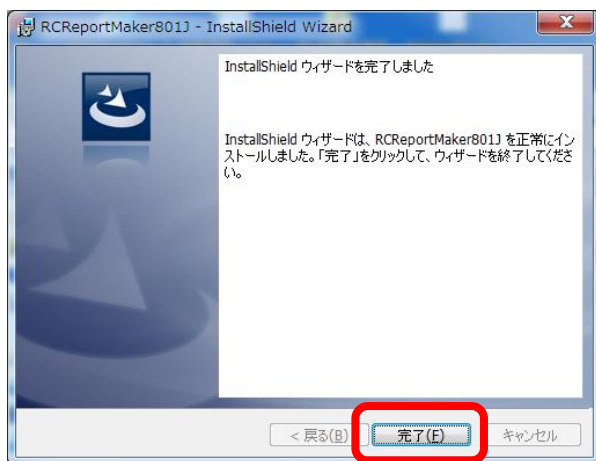 RCReportMaker801J - InstallShield Wizard
InstallShield ウィザードを完了しました
InstallShield ウィザードは、RCReportMaker801J を正常にイン
ストールしました。「完了」をクリックして、ウィザードを終了してくださ
い。
< 戻る(B) 完了(F) キャンセル